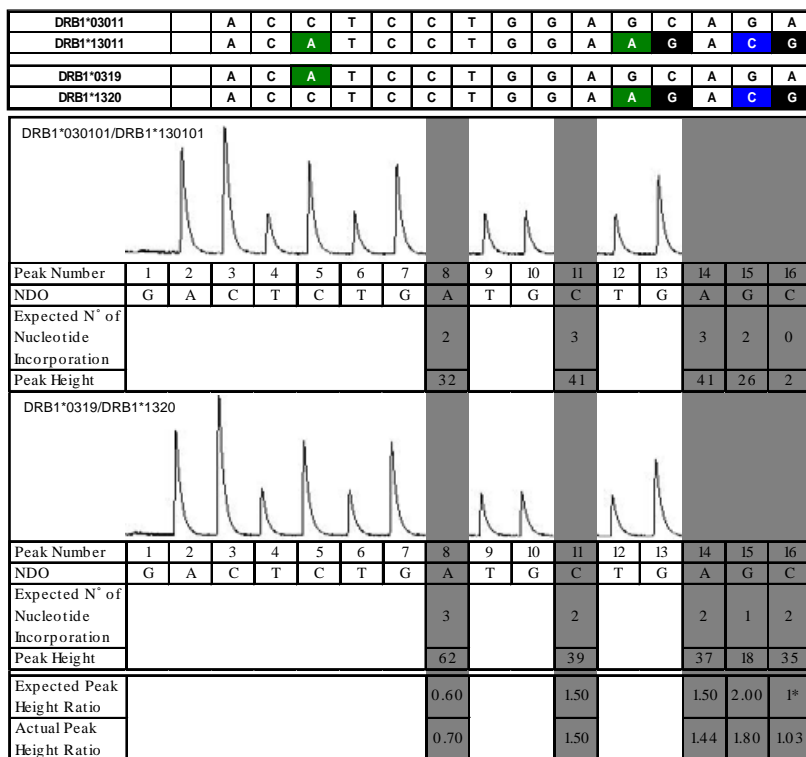 DRB1*03011 A C C T C C T G G A G C A G A
DRB1*13011 A C A T C C T G G A A G A C G
DRB1*0319 A C A T C C T G G A G C A G A
DRB1*1320 A C C T C C T G G A A G A C G
DRB1*030101/DRB1*130101
Peak Number 1 2 3 4 5 6 7 8 9 10 11 12 13 14 15 16
NDO G A C T C T G A T G C T G A G C
Expected N° of
Nucleotide 2 3 3 2 0
Incorporation
Peak Height 32 41 41 26 2
DRB1*0319/DRB1*1320
Peak Number 1 2 3 4 5 6 7 8 9 10 11 12 13 14 15 16
NDO G A C T C T G A T G C T G A G C
Expected N° of
Nucleotide 3 2 2 1 2
Incorporation
Peak Height 62 39 37 18 35
Expected Peak
Height Ratio 0.60 1.50 1.50 2.00 1*
Actual Peak
Height Ratio 0.70 1.50 1.44 1.80 1.03